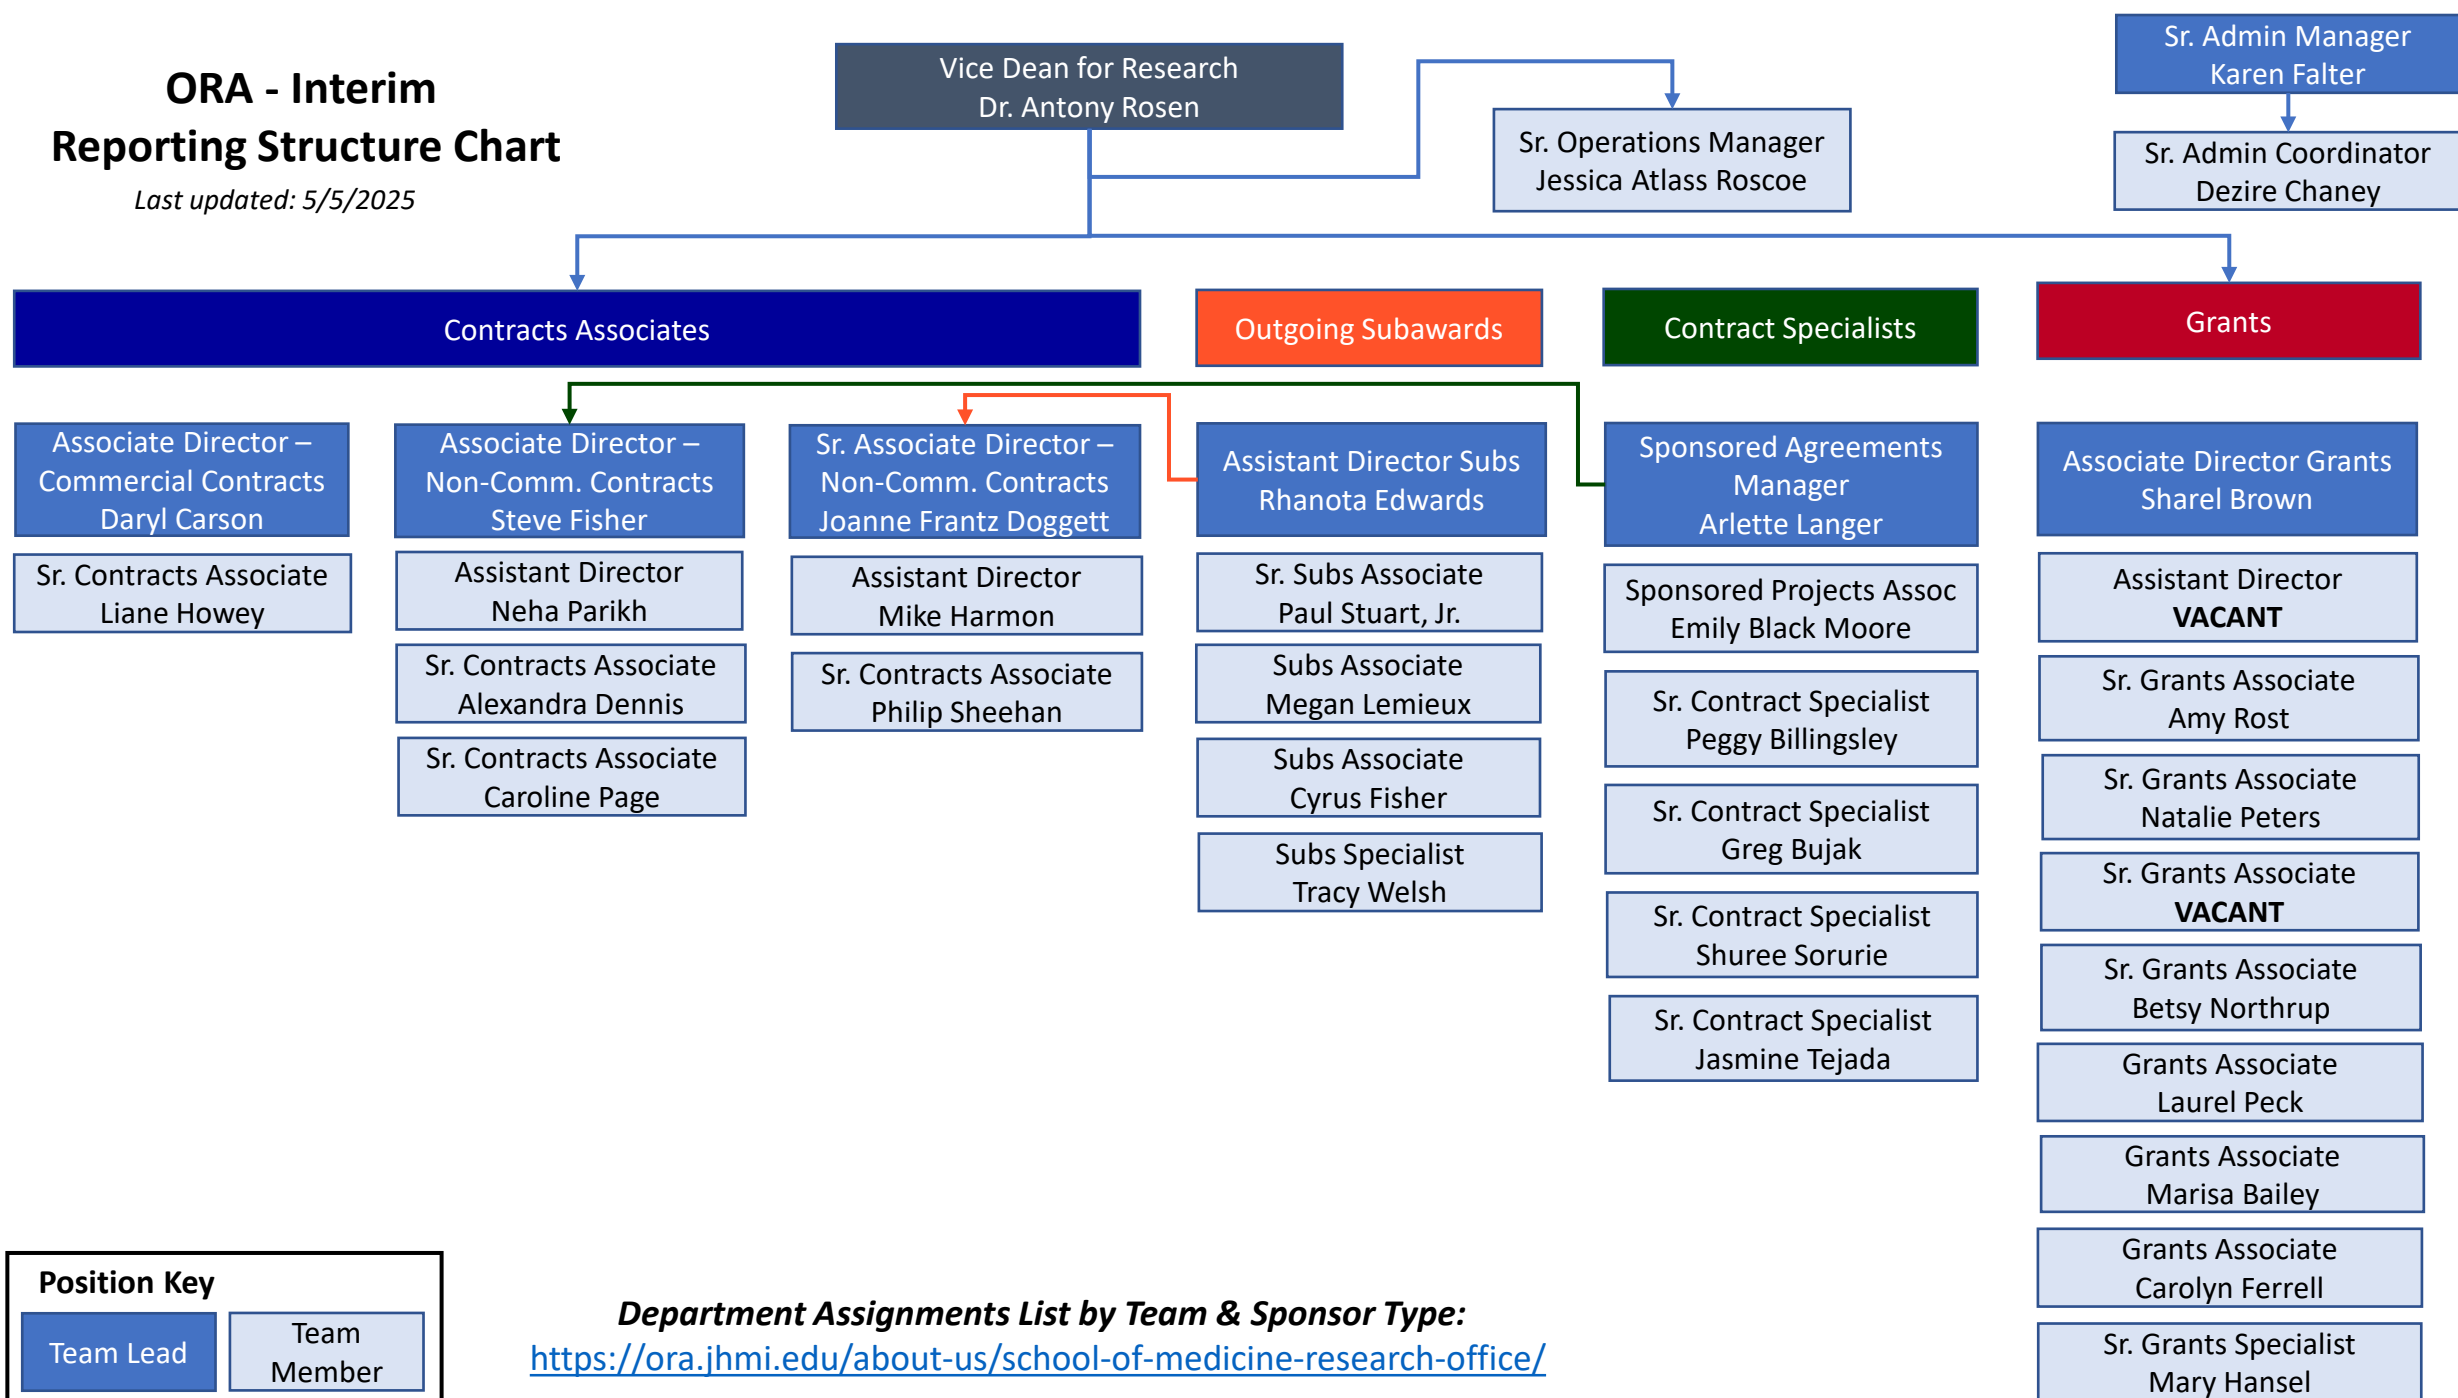 ORA - Interim
Reporting Structure Chart
Last updated: 5/5/2025
Vice Dean for Research
Dr. Antony Rosen
Sr. Operations Manager
Jessica Atlass Roscoe
Sr. Admin Manager
Karen Falter
Sr. Admin Coordinator
Dezire Chaney
Contracts Associates
Outgoing Subawards
Contract Specialists
Grants
Associate Director –
Commercial Contracts
Daryl Carson
Sr. Contracts Associate
Liane Howey
Associate Director –
Non-Comm. Contracts
Steve Fisher
Assistant Director
Neha Parikh
Sr. Contracts Associate
Alexandra Dennis
Sr. Contracts Associate
Caroline Page
Sr. Associate Director –
Non-Comm. Contracts
Joanne Frantz Doggett
Assistant Director
Mike Harmon
Sr. Contracts Associate
Philip Sheehan
Assistant Director Subs
Rhanota Edwards
Sr. Subs Associate
Paul Stuart, Jr.
Subs Associate
Megan Lemieux
Subs Associate
Cyrus Fisher
Subs Specialist
Tracy Welsh
Sponsored Agreements
Manager
Arlette Langer
Sponsored Projects Assoc
Emily Black Moore
Sr. Contract Specialist
Peggy Billingsley
Sr. Contract Specialist
Greg Bujak
Sr. Contract Specialist
Shuree Sorurie
Sr. Contract Specialist
Jasmine Tejada
Associate Director Grants
Sharel Brown
Assistant Director
VACANT
Sr. Grants Associate
Amy Rost
Sr. Grants Associate
Natalie Peters
Sr. Grants Associate
VACANT
Sr. Grants Associate
Betsy Northrup
Grants Associate
Laurel Peck
Grants Associate
Marisa Bailey
Grants Associate
Carolyn Ferrell
Sr. Grants Specialist
Mary Hansel
Position Key
Team Lead
Team
Member
Department Assignments List by Team & Sponsor Type:
https://ora.jhmi.edu/about-us/school-of-medicine-research-office/